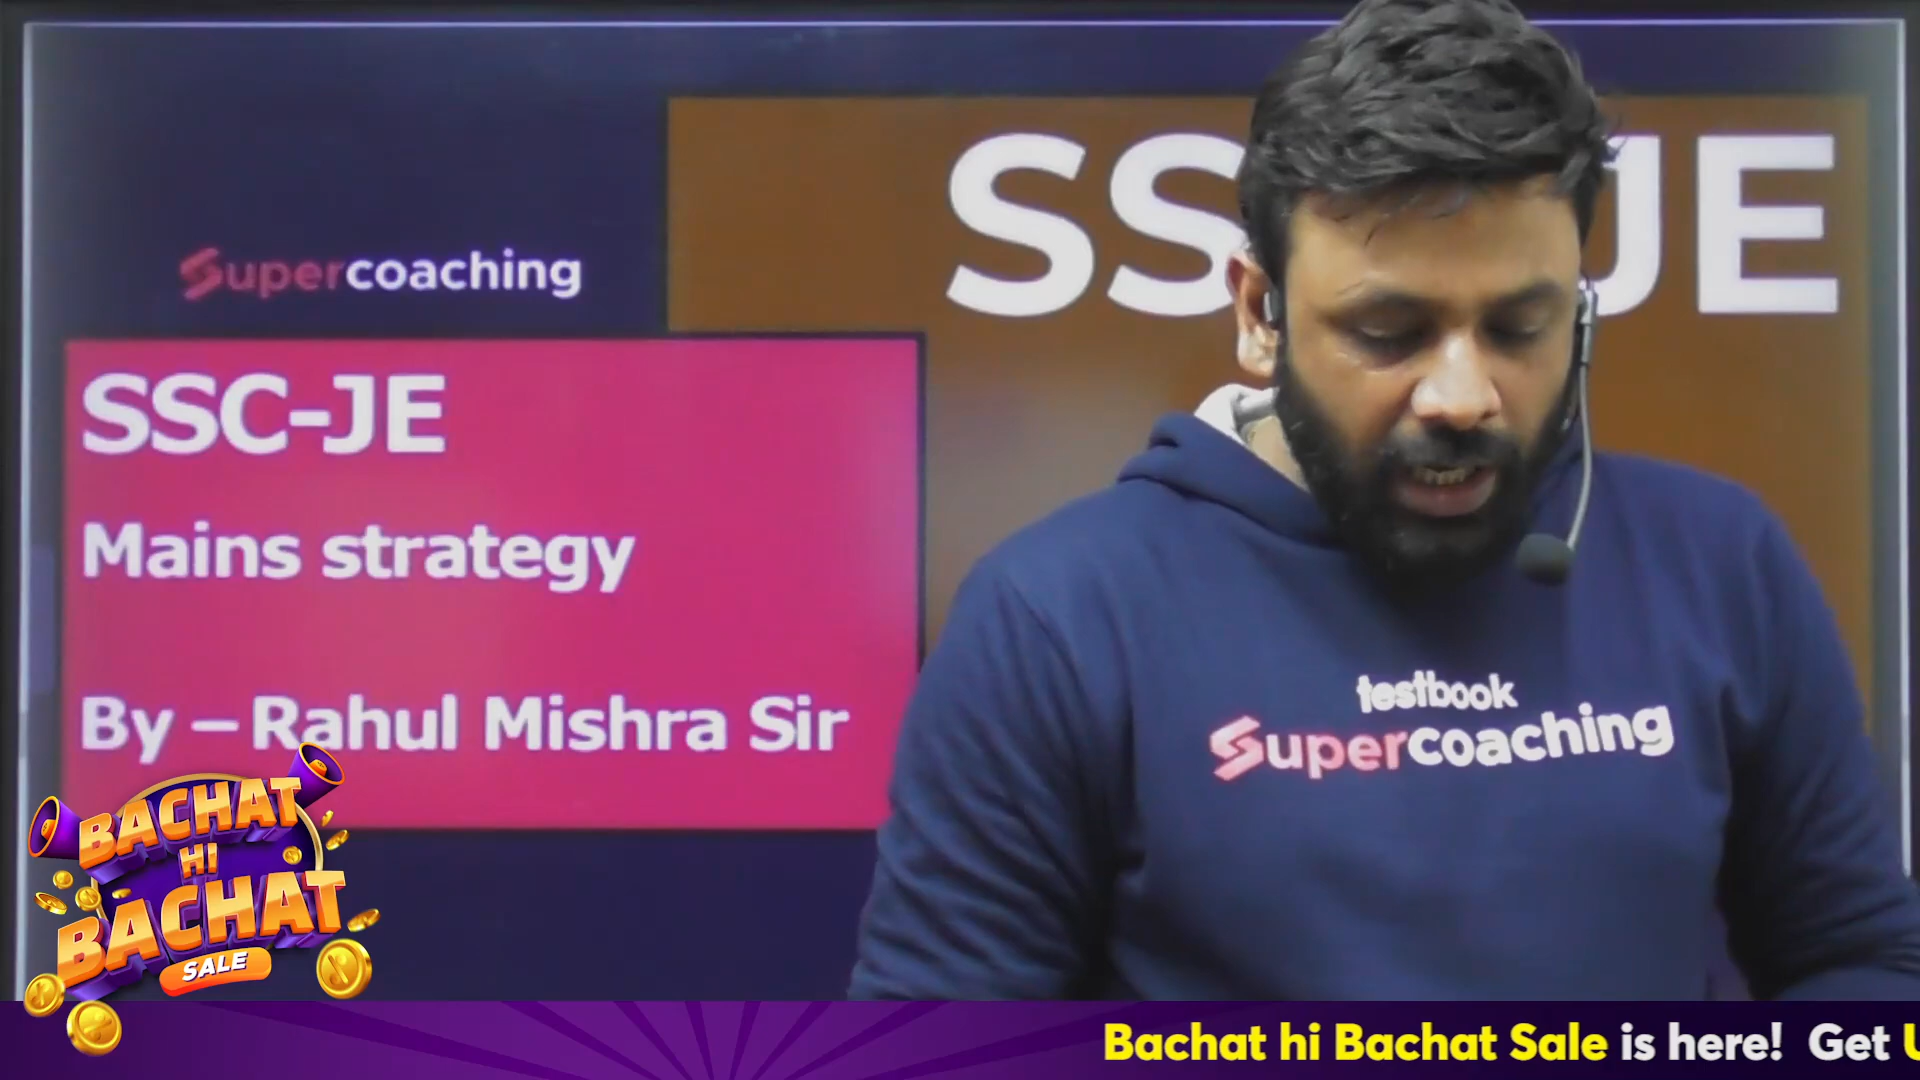 SSC-JE
Supercoaching
SSC-JE
Mains strategy
By – Rahul Mishra Sir
testbook
Supercoaching
BACHAT
HI
BACHAT
SALE
Bachat hi Bachat Sale is here! Get